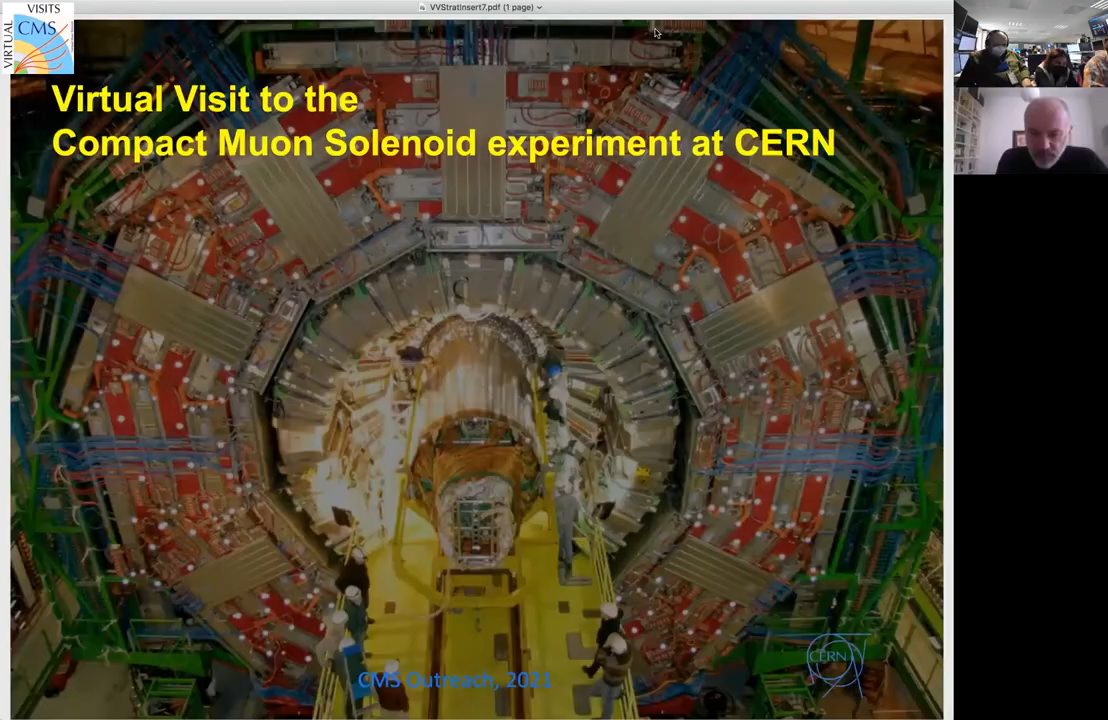 VVStratInsert7.pdf (1 page)
VISITS
VIRTUAL
CMS
Virtual Visit to the
Compact Muon Solenoid experiment at CERN
CERN
CMS Outreach, 2021